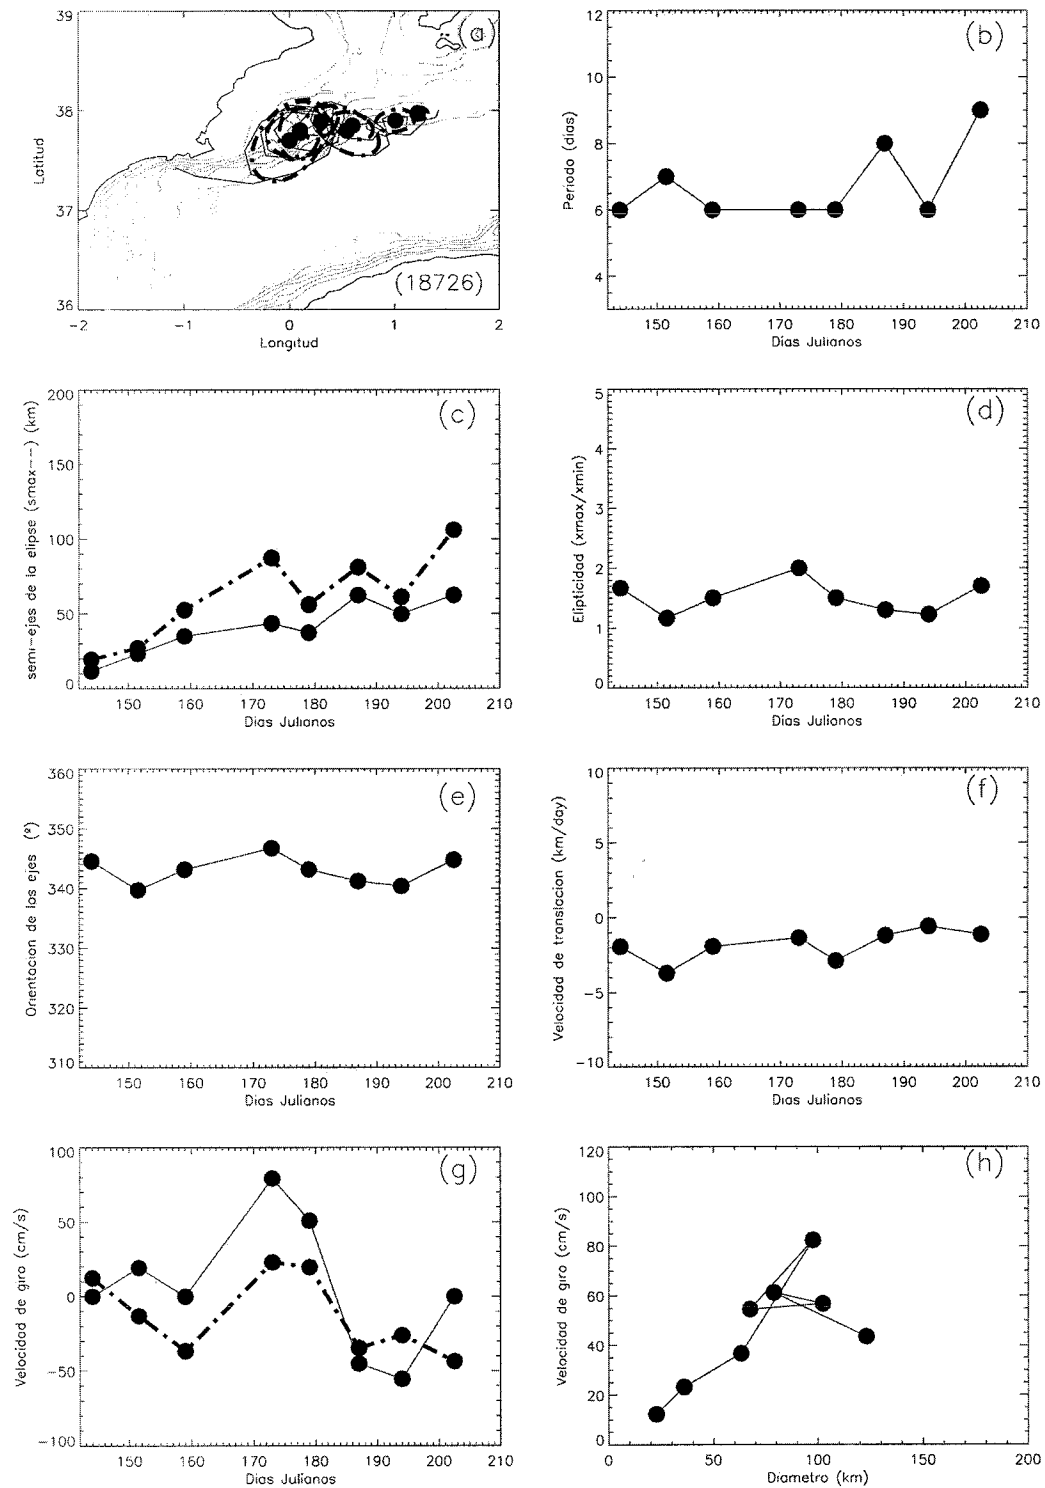 39
38
37
36
Latitud
-2
-1
0
1
2
Longitud
(a)
(18726)
12
10
8
6
4
Periodo (dias)
150 160 170 180 190 200 210
Días Julianos
(b)
200
150
100
50
0
semi-ejes de la elipse (smax--) (km)
150 160 170 180 190 200 210
Dias Julianos
(c)
5
4
3
2
1
0
Elipticidad (xmax/xmin)
150 160 170 180 190 200 210
Dias Julianos
(d)
360
350
340
330
320
310
Orientacion de los ejes (º)
150 160 170 180 190 200 210
Dias Julianos
(e)
10
5
0
-5
-10
Velocidad de translacion (km/day)
150 160 170 180 190 200 210
Dias Julianos
(f)
100
50
0
-50
-100
Velocidad de giro (cm/s)
150 160 170 180 190 200 210
Dias Julianos
(g)
120
100
80
60
40
20
0
Velocidad de giro (cm/s)
0 50 100 150 200
Diametro (km)
(h)